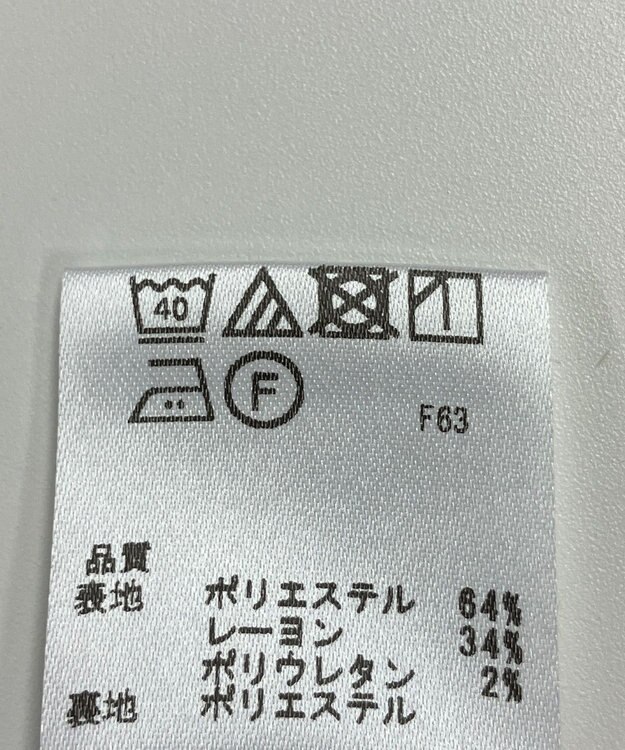 40
F
F63
品質
表地 ポリエステル 64%
レーヨン 34%
ポリウレタン 2%
裏地 ポリエステル